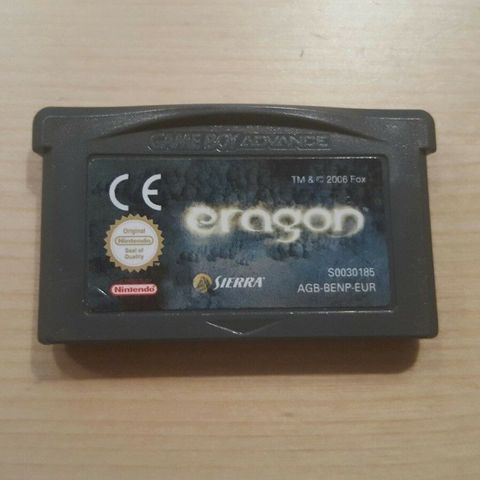 GAME BOY ADVANCE
CE
TM & © 2006 Fox
eragon
Original
Nintendo
Seal of
Quality
Nintendo
SIERRA
S0030185
AGB-BENP-EUR